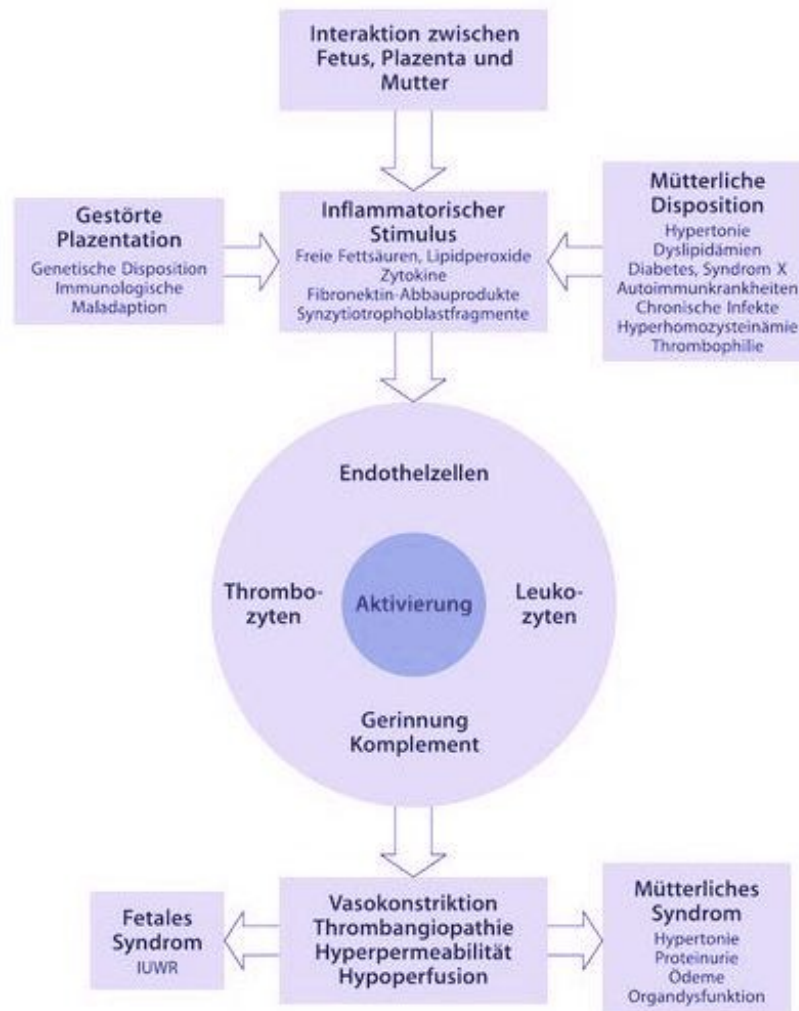 Interaktion zwischen
Fetus, Plazenta und
Mutter
Gestörte
Plazentation
Genetische Disposition
Immunologische
Maladaption
Inflammatorischer
Stimulus
Freie Fettsäuren, Lipidperoxide
Zytokine
Fibronektin-Abbauprodukte
Synzytiotrophoblastfragmente
Mütterliche
Disposition
Hypertonie
Dyslipidämien
Diabetes, Syndrom X
Autoimmunkrankheiten
Chronische Infekte
Hyperhomozysteinämie
Thrombophilie
Endothelzellen
Thrombo-
zyten
Aktivierung
Leuko-
zyten
Gerinnung
Komplement
Fetales
Syndrom
IUWR
Vasokonstriktion
Thrombangiopathie
Hyperpermeabilität
Hypoperfusion
Mütterliches
Syndrom
Hypertonie
Proteinurie
Ödeme
Organdysfunktion